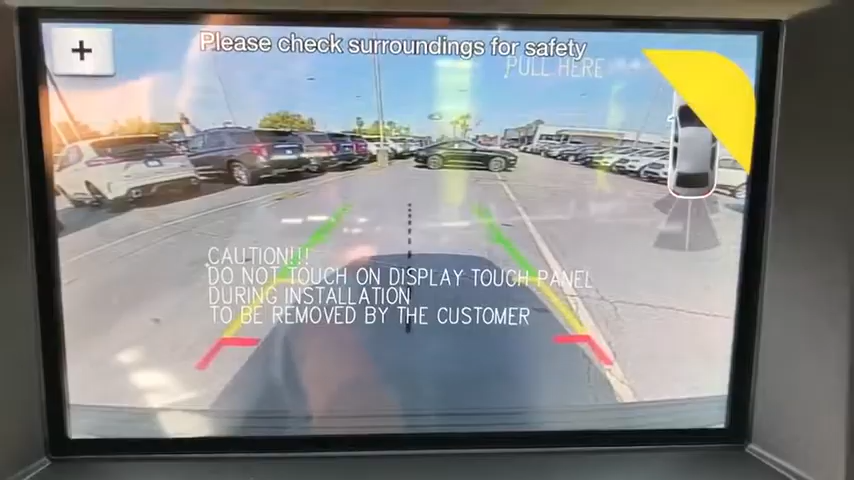 Please check surroundings for safety
PULL HERE
CAUTION!!!
DO NOT TOUCH ON DISPLAY TOUCH PANEL
DURING INSTALLATION
TO BE REMOVED BY THE CUSTOMER